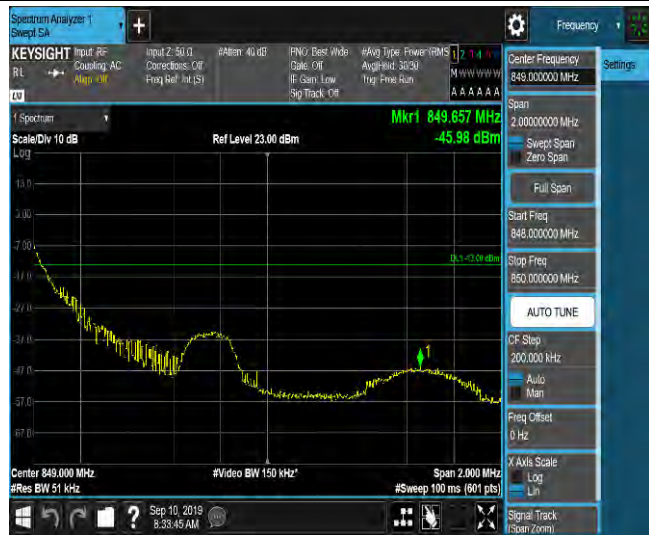 Spectrum Analyzer 1
Swept SA
+
Frequency
KEYSIGHT
RL
Input: RF
Coupling: AC
Align: Off
Input Z: 50 Ω
Corrections: Off
Freq Ref: Int (S)
#Atten: 40 dB
PNO: Best Wide
Gate: Off
IF Gain: Low
Sig Track: Off
#Avg Type: Power (RMS
Avg|Hold: 30/30
Trig: Free Run
M W W W W W
A A A A A A
LV
1 Spectrum
Scale/Div 10 dB
Log
Ref Level 23.00 dBm
Mkr1 849.657 MHz
-45.98 dBm
13.0
3.00
-7.00
DL1 -13.00 dBm
-17.0
-27.0
-37.0
-47.0
-57.0
-67.0
1
Center 849.000 MHz
#Res BW 51 kHz
#Video BW 150 kHz*
Span 2.000 MHz
#Sweep 100 ms (601 pts)
Sep 10, 2019
8:33:45 AM
?
Center Frequency
849.000000 MHz
Settings
Span
2.00000000 MHz
Swept Span
Zero Span
Full Span
Start Freq
848.000000 MHz
Stop Freq
850.000000 MHz
AUTO TUNE
CF Step
200.000 kHz
Auto
Man
Freq Offset
0 Hz
X Axis Scale
Log
Lin
Signal Track
(Span Zoom)